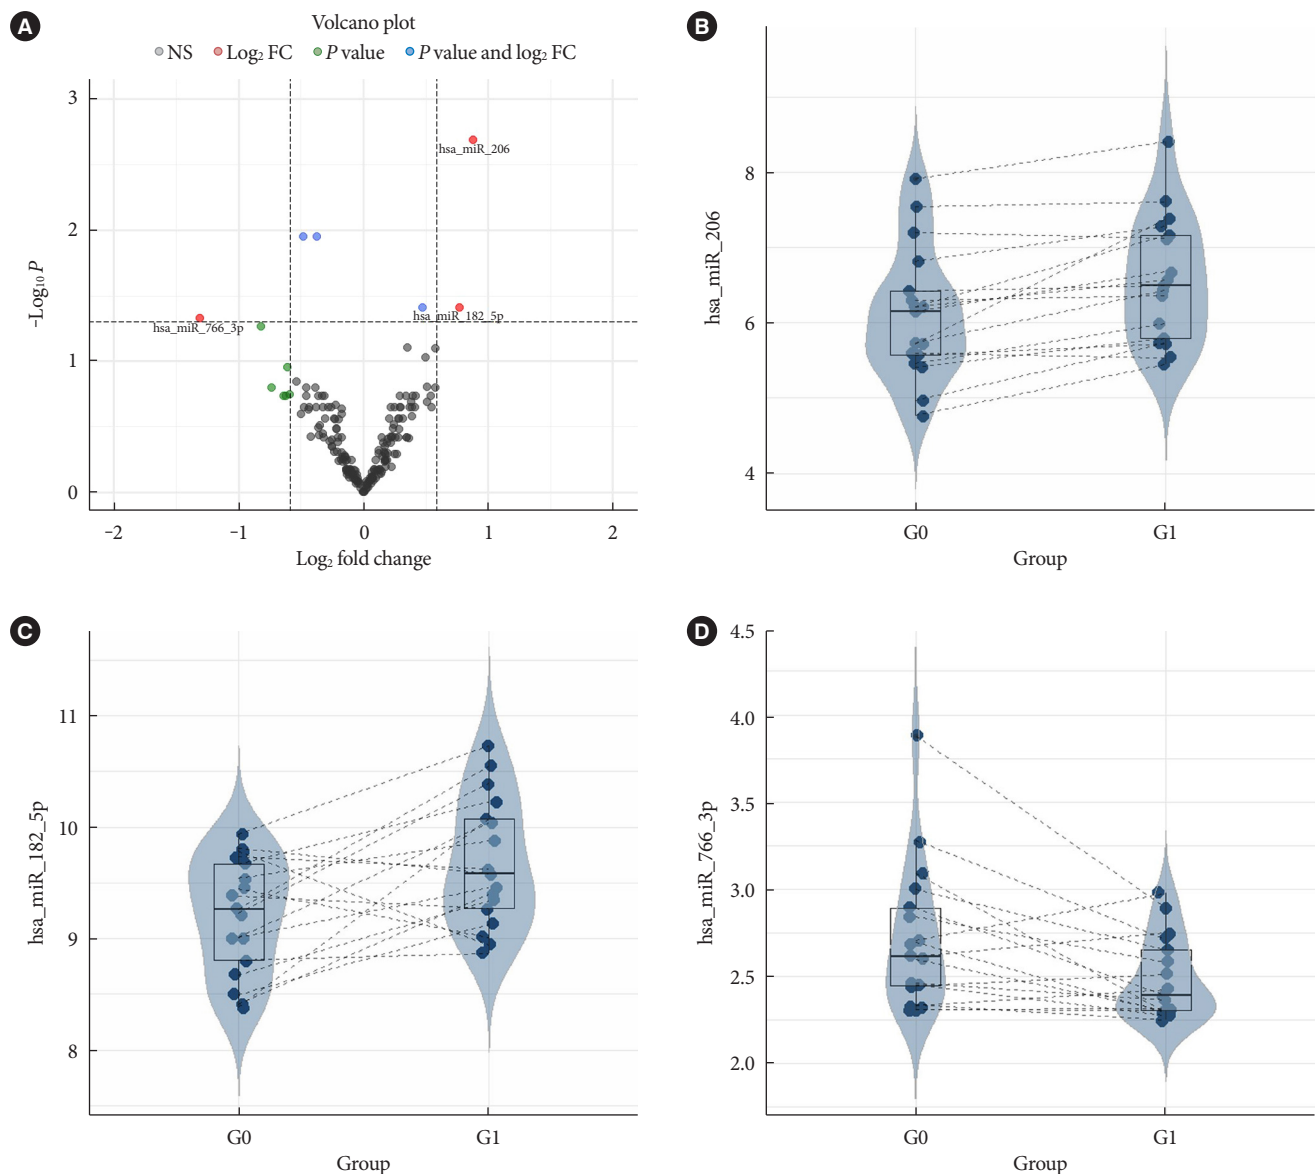 A
Volcano plot
NS Log₂ FC P value P value and log₂ FC
3
2
1
0
-Log₁₀ P
hsa_miR_206
hsa_miR_182_5p
hsa_miR_766_3p
-2 -1 0 1 2
Log₂ fold change
B
8
6
4
hsa_miR_206
G0 G1
Group
C
11
10
9
8
hsa_miR_182_5p
G0 G1
Group
D
4.5
4.0
3.5
3.0
2.5
2.0
hsa_miR_766_3p
G0 G1
Group